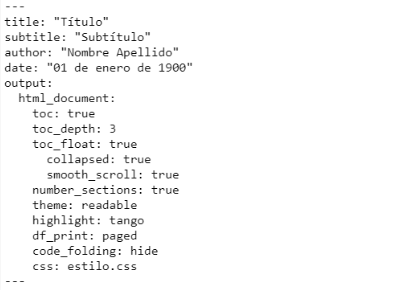 ---
title: "Título"
subtitle: "Subtítulo"
author: "Nombre Apellido"
date: "01 de enero de 1900"
output:
  html_document:
    toc: true
    toc_depth: 3
    toc_float: true
      collapsed: true
      smooth_scroll: true
    number_sections: true
    theme: readable
    highlight: tango
    df_print: paged
    code_folding: hide
    css: estilo.css
---